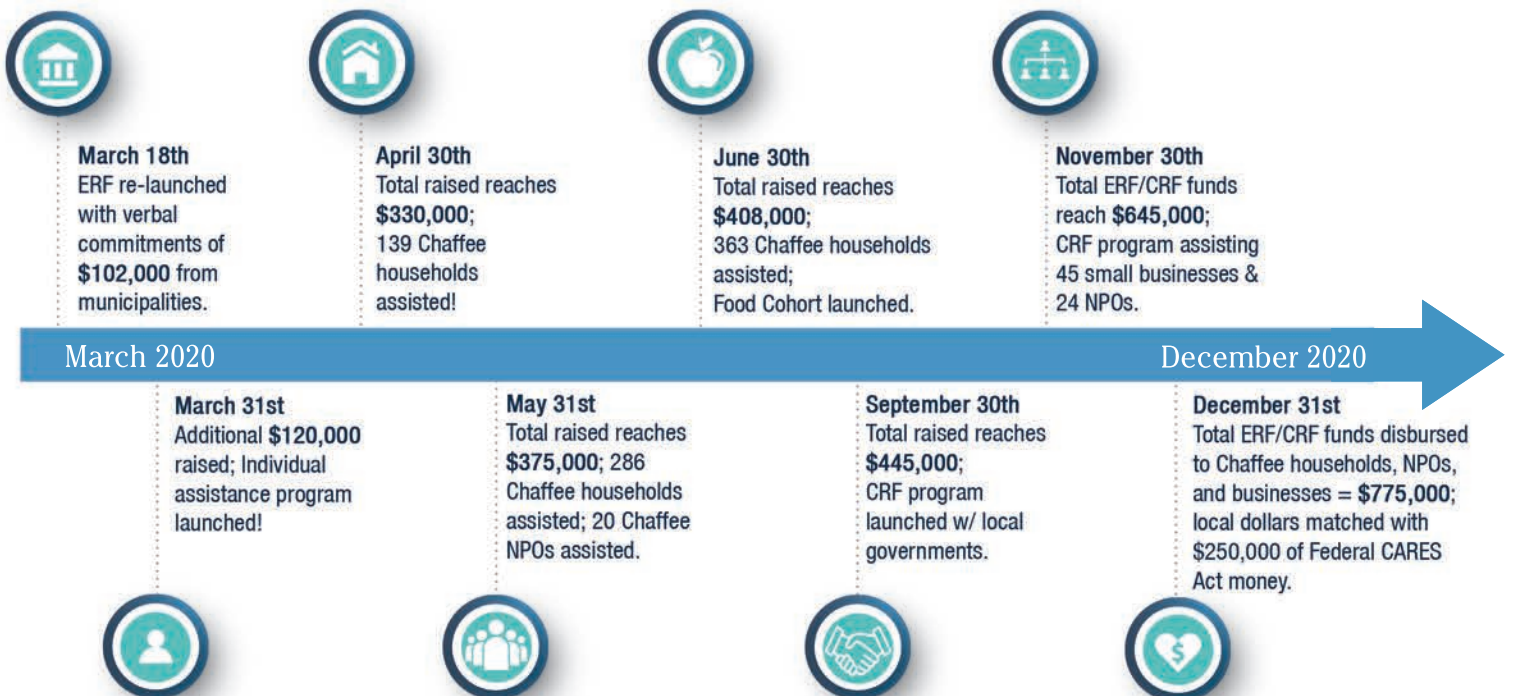 March 18th
ERF re-launched
with verbal
commitments of
$102,000 from
municipalities.
April 30th
Total raised reaches
$330,000;
139 Chaffee
households
assisted!
June 30th
Total raised reaches
$408,000;
363 Chaffee households
assisted;
Food Cohort launched.
November 30th
Total ERF/CRF funds
reach $645,000;
CRF program assisting
45 small businesses &
24 NPOs.
March 2020
December 2020
March 31st
Additional $120,000
raised; Individual
assistance program
launched!
May 31st
Total raised reaches
$375,000; 286
Chaffee households
assisted; 20 Chaffee
NPOs assisted.
September 30th
Total raised reaches
$445,000;
CRF program
launched w/ local
governments.
December 31st
Total ERF/CRF funds disbursed
to Chaffee households, NPOs,
and businesses = $775,000;
local dollars matched with
$250,000 of Federal CARES
Act money.
$